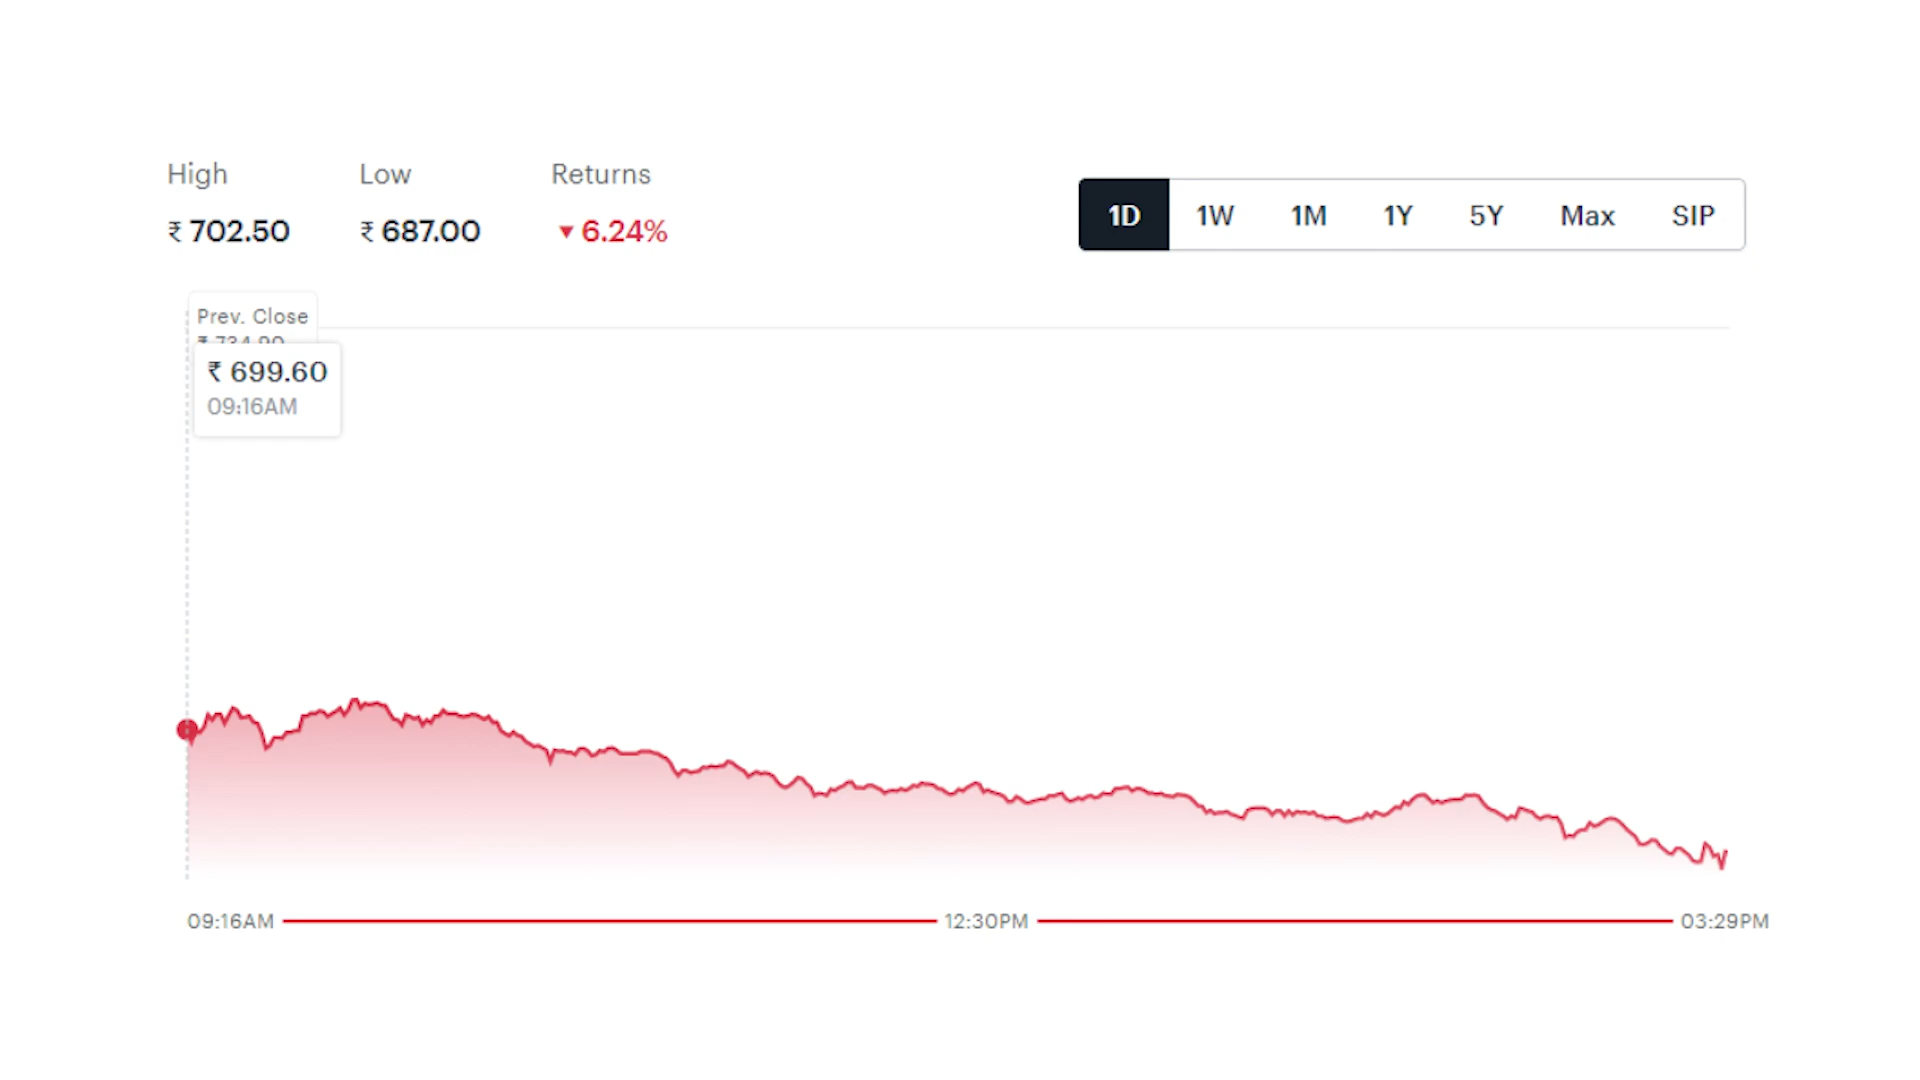 High Low Returns
₹ 702.50 ₹ 687.00 ▼ 6.24%
1D 1W 1M 1Y 5Y Max SIP
Prev. Close
₹ 699.60
09:16AM
09:16AM 12:30PM 03:29PM